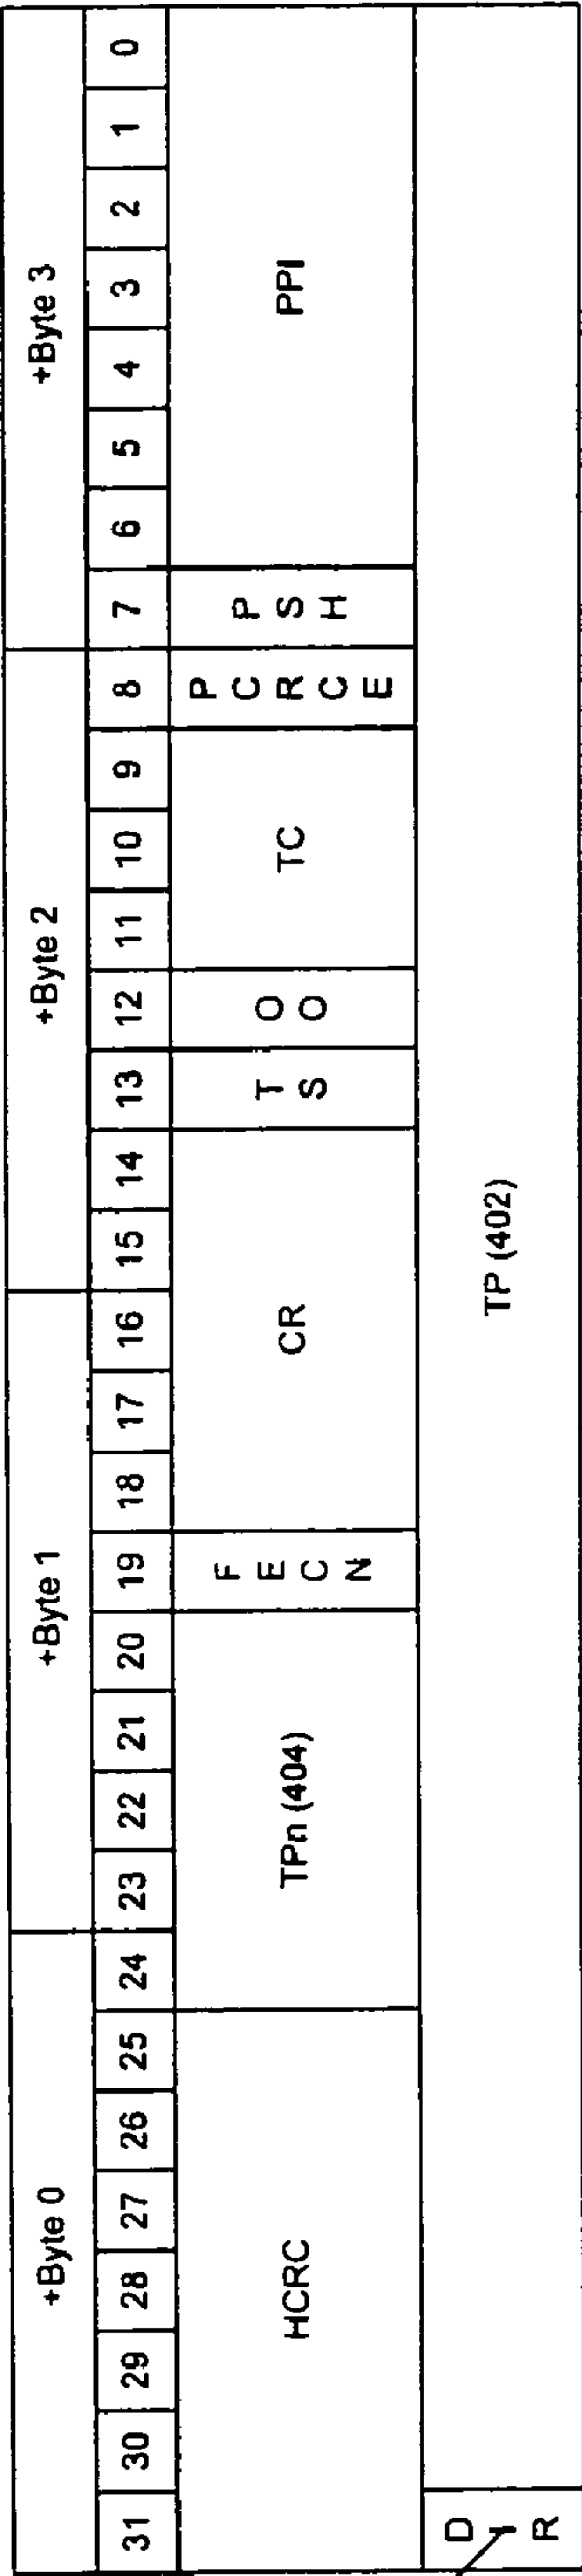 +Byte 0 +Byte 1 +Byte 2 +Byte 3
31 30 29 28 27 26 25 24 23 22 21 20 19 18 17 16 15 14 13 12 11 10 9 8 7 6 5 4 3 2 1 0
HCRC TPn (404) FECN CR TS OO TC PCRCE PSH PPI
DIR TP (402)